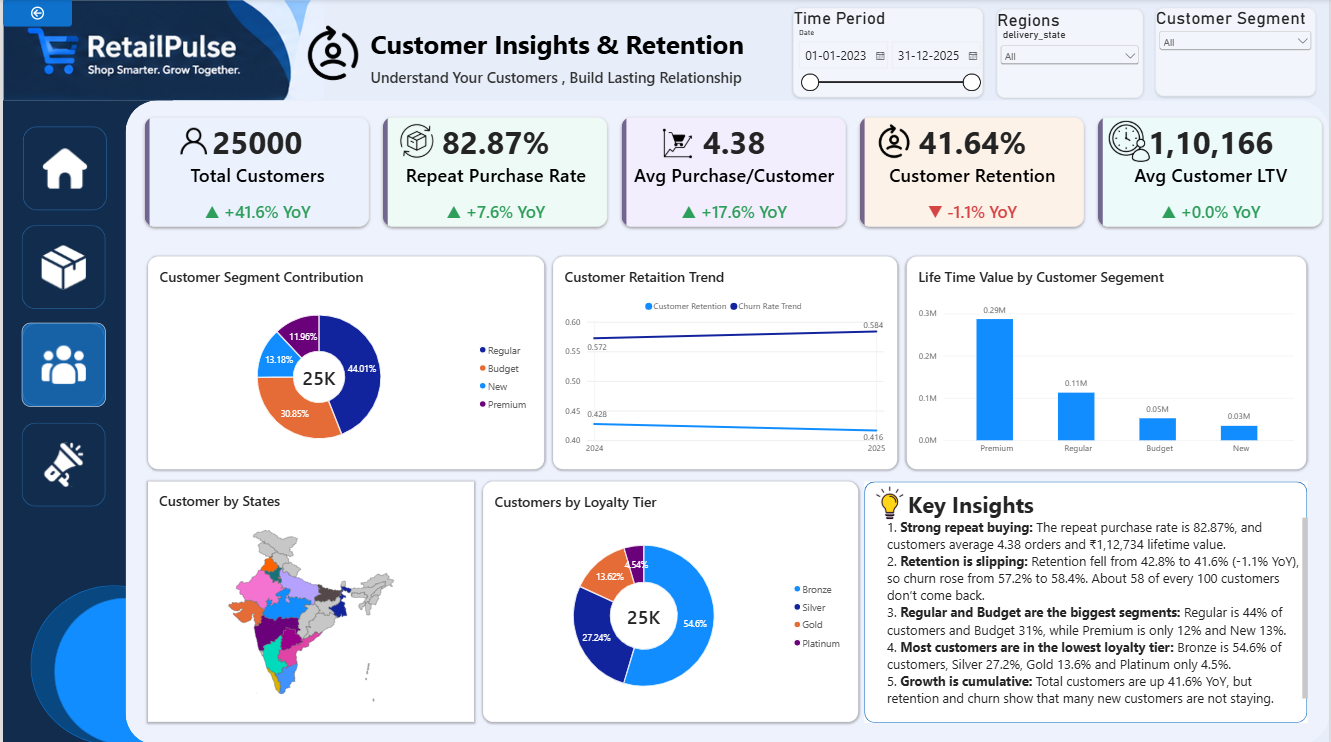 RetailPulse
Shop Smarter. Grow Together.
Customer Insights & Retention
Understand Your Customers , Build Lasting Relationship
Time Period
Date
01-01-2023 31-12-2025
Regions
delivery_state
All
Customer Segment
All
25000
Total Customers
▲ +41.6% YoY
82.87%
Repeat Purchase Rate
▲ +7.6% YoY
4.38
Avg Purchase/Customer
▲ +17.6% YoY
41.64%
Customer Retention
▼ -1.1% YoY
1,10,166
Avg Customer LTV
▲ +0.0% YoY
Customer Segment Contribution
11.96%
13.18%
44.01%
30.85%
25K
Regular
Budget
New
Premium
Customer Retaition Trend
Customer Retention Churn Rate Trend
0.60
0.55
0.50
0.45
0.40
0.572
0.584
0.428
0.416
2024 2025
Life Time Value by Customer Segement
0.3M
0.2M
0.1M
0.0M
0.29M
0.11M
0.05M
0.03M
Premium Regular Budget New
Customer by States
Customers by Loyalty Tier
4.54%
13.62%
27.24%
54.6%
25K
Bronze
Silver
Gold
Platinum
Key Insights
1. Strong repeat buying: The repeat purchase rate is 82.87%, and
customers average 4.38 orders and ₹1,12,734 lifetime value.
2. Retention is slipping: Retention fell from 42.8% to 41.6% (-1.1% YoY),
so churn rose from 57.2% to 58.4%. About 58 of every 100 customers
don't come back.
3. Regular and Budget are the biggest segments: Regular is 44% of
customers and Budget 31%, while Premium is only 12% and New 13%.
4. Most customers are in the lowest loyalty tier: Bronze is 54.6% of
customers, Silver 27.2%, Gold 13.6% and Platinum only 4.5%.
5. Growth is cumulative: Total customers are up 41.6% YoY, but
retention and churn show that many new customers are not staying.